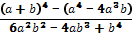 (a + b)⁴ − (a⁴ − 4a³b)
6a²b² − 4ab³ + b⁴